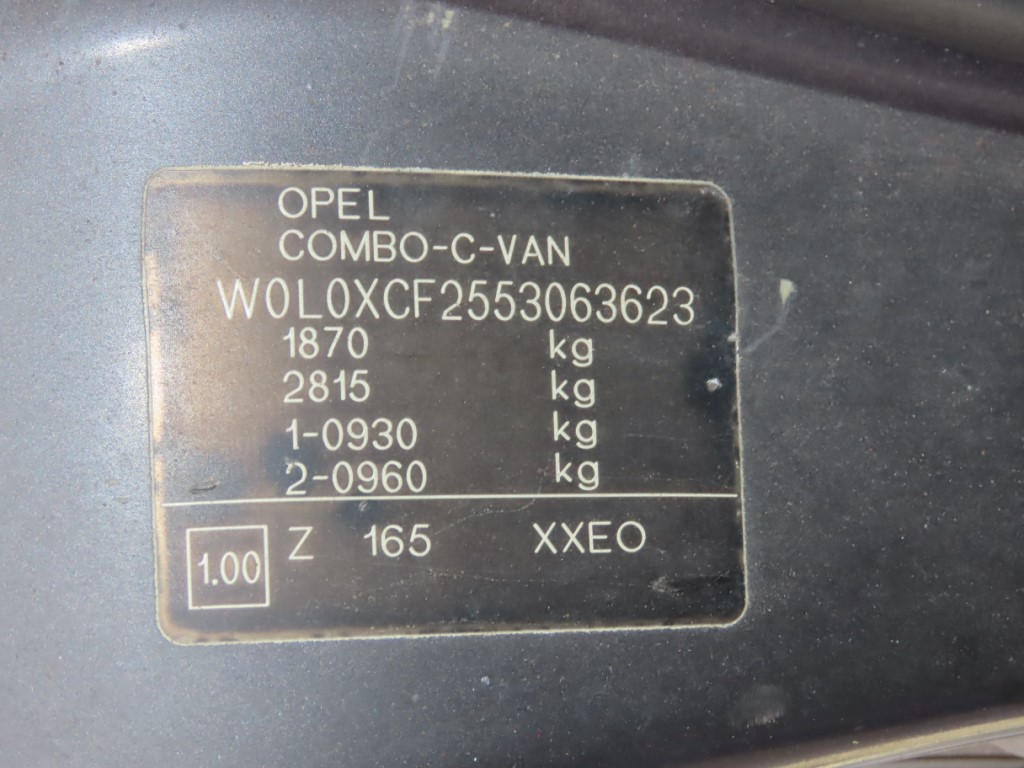 OPEL
COMBO-C-VAN
W0L0XCF2553063623
1870 kg
2815 kg
1-0930 kg
2-0960 kg
1.00 Z 165 XXEO